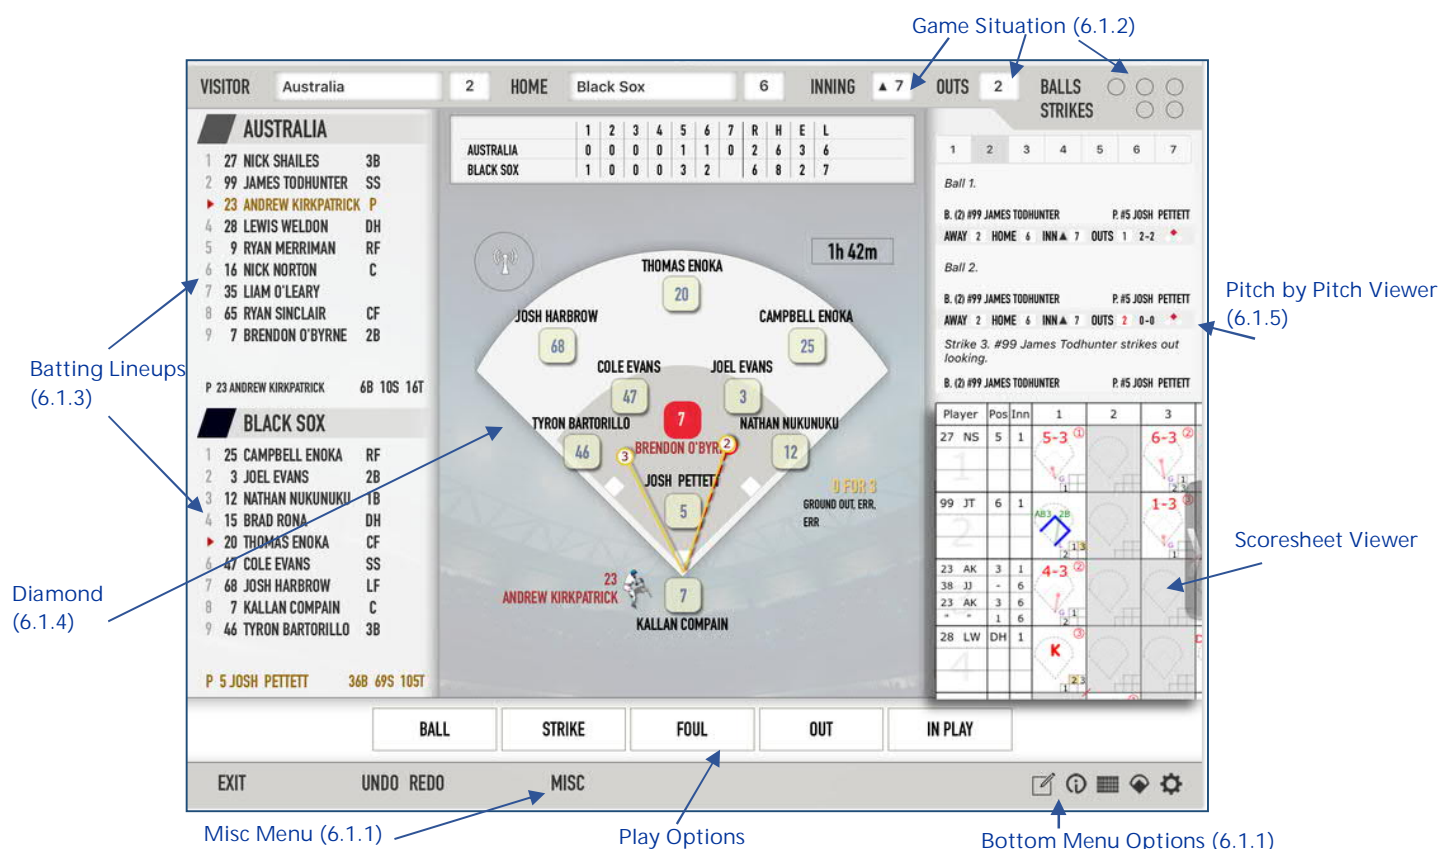 Game Situation (6.1.2)
VISITOR Australia 2 HOME Black Sox 6 INNING ▲ 7 OUTS 2 BALLS
STRIKES
AUSTRALIA
1 27 NICK SHAILES 3B
2 99 JAMES TODHUNTER SS
23 ANDREW KIRKPATRICK P
4 28 LEWIS WELDON DH
5 9 RYAN MERRIMAN RF
6 16 NICK NORTON C
7 35 LIAM O'LEARY
8 65 RYAN SINCLAIR CF
9 7 BRENDON O'BYRNE 2B
P 23 ANDREW KIRKPATRICK 6B 10S 16T
BLACK SOX
1 25 CAMPBELL ENOKA RF
2 3 JOEL EVANS 2B
3 12 NATHAN NUKUNUKU 1B
4 15 BRAD RONA DH
20 THOMAS ENOKA CF
6 47 COLE EVANS SS
7 68 JOSH HARBROW LF
8 7 KALLAN COMPAIN C
9 46 TYRON BARTORILLO 3B
P 5 JOSH PETTETT 36B 69S 105T
Batting Lineups
(6.1.3)
Diamond
(6.1.4)
1 2 3 4 5 6 7 R H E L
AUSTRALIA 0 0 0 0 1 1 0 2 6 3 6
BLACK SOX 1 0 0 0 3 2 6 8 2 7
1h 42m
THOMAS ENOKA
20
JOSH HARBROW
68
CAMPBELL ENOKA
25
COLE EVANS
47
JOEL EVANS
3
7
BRENDON O'BYR
TYRON BARTORILLO
46
3
2
NATHAN NUKUNUKU
12
JOSH PETTETT
5
0 FOR 3
GROUND OUT, ERR,
ERR
23
ANDREW KIRKPATRICK
7
KALLAN COMPAIN
1 2 3 4 5 6 7
Ball 1.
B. (2) #99 JAMES TODHUNTER P. #5 JOSH PETTETT
AWAY 2 HOME 6 INN ▲ 7 OUTS 1 2-2
Ball 2.
B. (2) #99 JAMES TODHUNTER P. #5 JOSH PETTETT
AWAY 2 HOME 6 INN ▲ 7 OUTS 2 0-0
Strike 3. #99 James Todhunter strikes out
looking.
B. (2) #99 JAMES TODHUNTER P. #5 JOSH PETTETT
Player Pos Inn 1 2 3
27 NS 5 1 5-3 ① 6-3 ②
1
99 JT 6 1 AB3 2B 1-3 ③
2
23 AK 3 1 4-3 ②
38 JJ - 6
23 AK 3 6
" " 1 6
28 LW DH 1 K ③
4
Pitch by Pitch Viewer
(6.1.5)
Scoresheet Viewer
BALL STRIKE FOUL OUT IN PLAY
EXIT UNDO REDO MISC
Misc Menu (6.1.1)
Play Options
Bottom Menu Options (6.1.1)